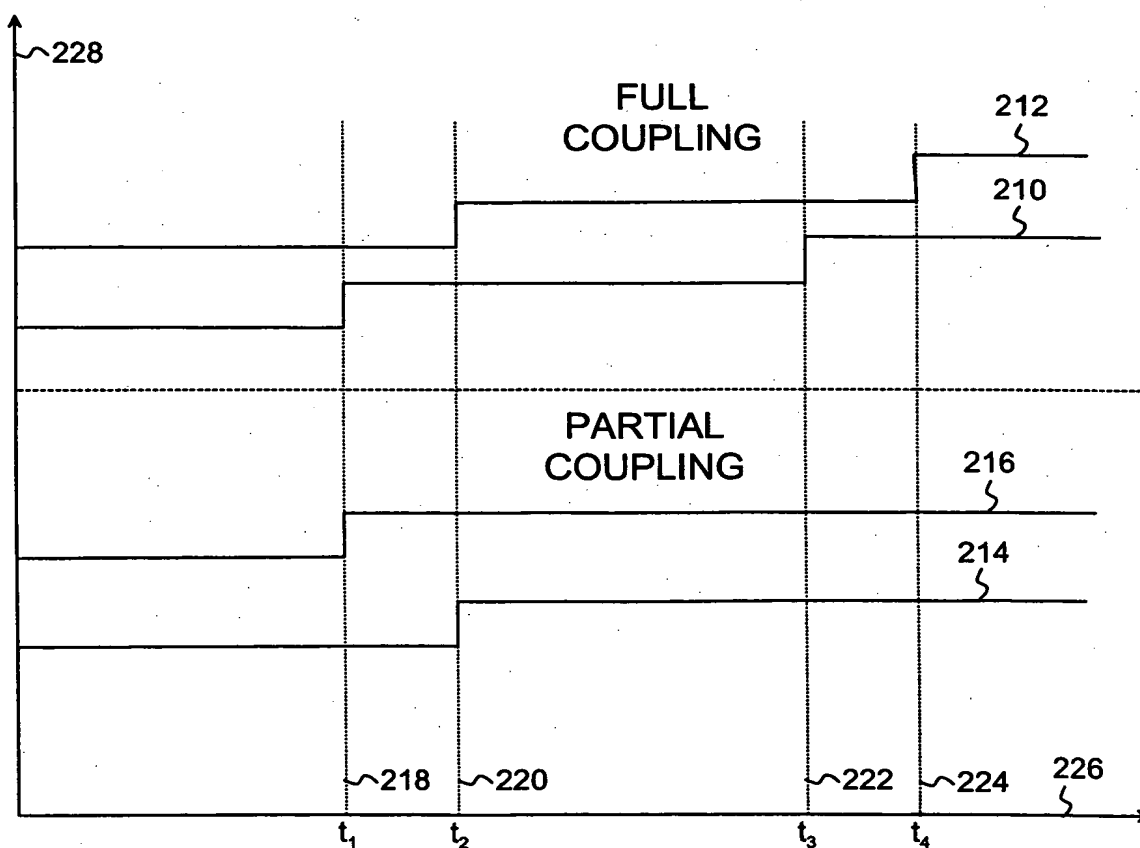 228
FULL
COUPLING
212
210
PARTIAL
COUPLING
216
214
218
220
222
224
226
t₁
t₂
t₃
t₄